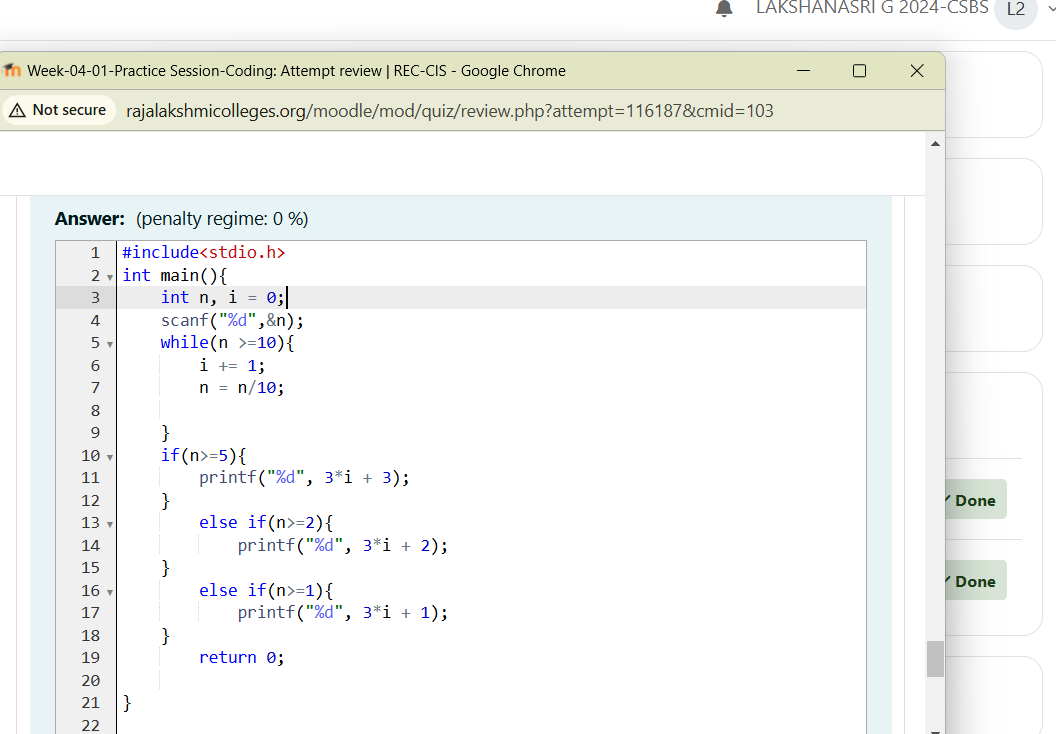 LAKSHANASRI G 2024-CSBS L2
Week-04-01-Practice Session-Coding: Attempt review | REC-CIS - Google Chrome
Not secure rajalakshmicolleges.org/moodle/mod/quiz/review.php?attempt=116187&cmid=103
Answer: (penalty regime: 0 %)
1 #include<stdio.h>
2 int main(){
3     int n, i = 0;
4     scanf("%d",&n);
5     while(n >=10){
6         i += 1;
7         n = n/10;
8
9     }
10     if(n>=5){
11         printf("%d", 3*i + 3);
12     }
13         else if(n>=2){
14             printf("%d", 3*i + 2);
15     }
16         else if(n>=1){
17             printf("%d", 3*i + 1);
18     }
19         return 0;
20
21 }
22
Done
Done